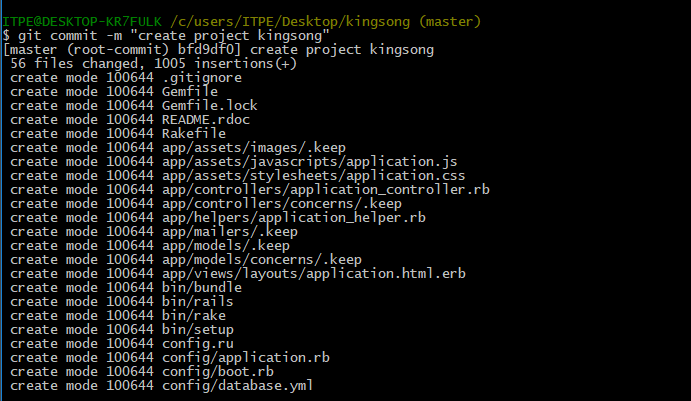 ITPE@DESKTOP-KR7FULK /c/users/ITPE/Desktop/kingsong (master)
$ git commit -m "create project kingsong"
[master (root-commit) bfd9df0] create project kingsong
 56 files changed, 1005 insertions(+)
 create mode 100644 .gitignore
 create mode 100644 Gemfile
 create mode 100644 Gemfile.lock
 create mode 100644 README.rdoc
 create mode 100644 Rakefile
 create mode 100644 app/assets/images/.keep
 create mode 100644 app/assets/javascripts/application.js
 create mode 100644 app/assets/stylesheets/application.css
 create mode 100644 app/controllers/application_controller.rb
 create mode 100644 app/controllers/concerns/.keep
 create mode 100644 app/helpers/application_helper.rb
 create mode 100644 app/mailers/.keep
 create mode 100644 app/models/.keep
 create mode 100644 app/models/concerns/.keep
 create mode 100644 app/views/layouts/application.html.erb
 create mode 100644 bin/bundle
 create mode 100644 bin/rails
 create mode 100644 bin/rake
 create mode 100644 bin/setup
 create mode 100644 config.ru
 create mode 100644 config/application.rb
 create mode 100644 config/boot.rb
 create mode 100644 config/database.yml